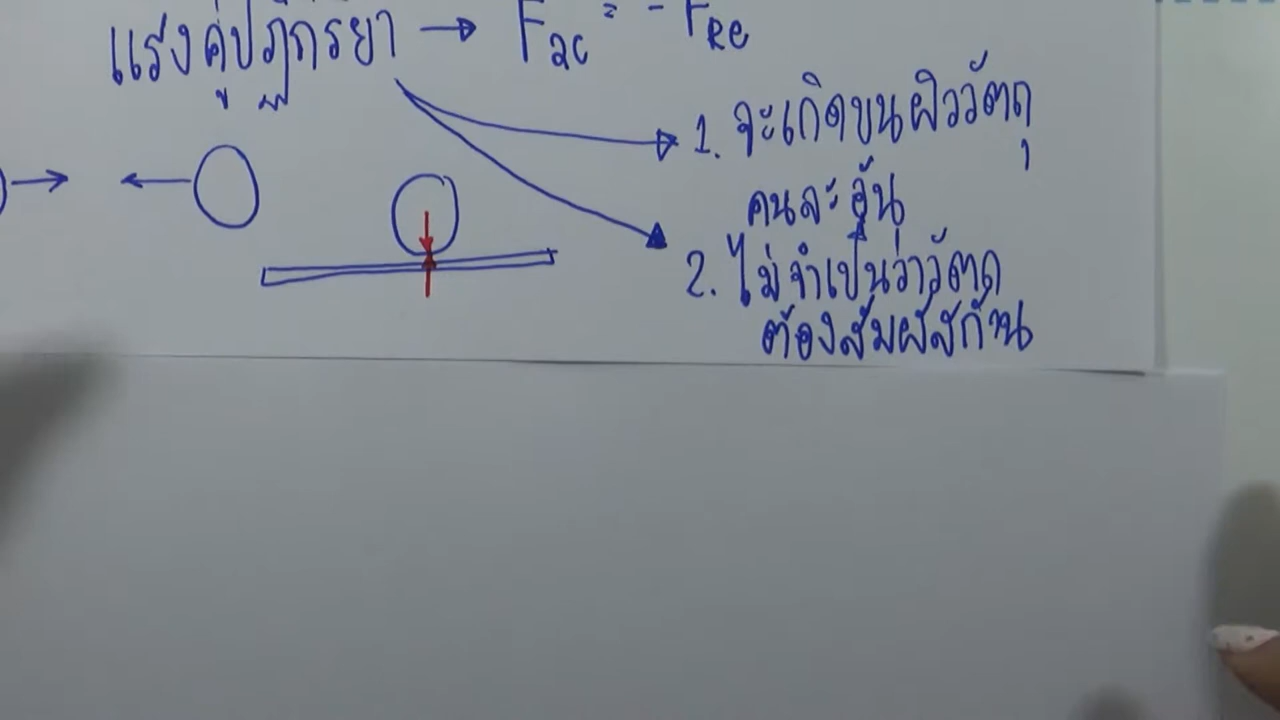 แรงคู่ปฏิกิริยา → Fac = - FRe
1. จะเกิดบนผิววัตถุ
คนละอัน
2. ไม่จำเป็นว่าวัตถุ
ต้องสัมผัสกัน